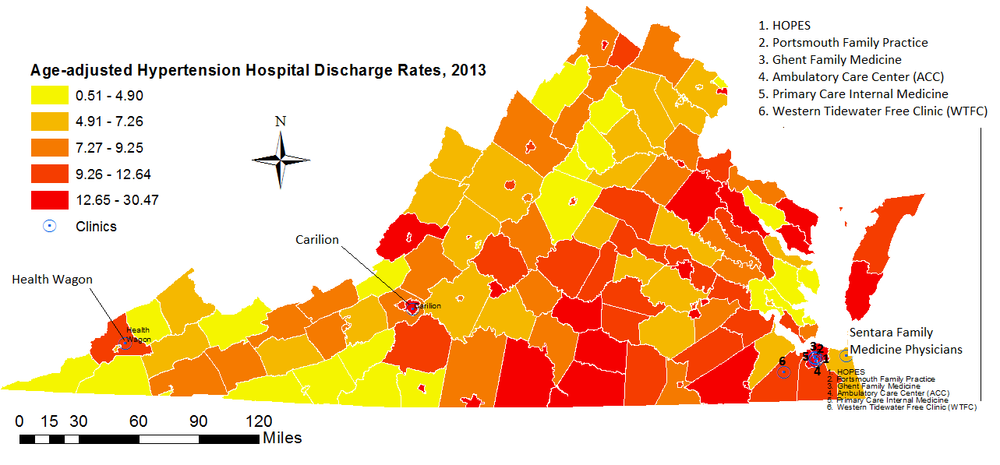 1. HOPES
2. Portsmouth Family Practice
3. Ghent Family Medicine
4. Ambulatory Care Center (ACC)
5. Primary Care Internal Medicine
6. Western Tidewater Free Clinic (WTFC)
Age-adjusted Hypertension Hospital Discharge Rates, 2013
0.51 - 4.90
4.91 - 7.26
7.27 - 9.25
9.26 - 12.64
12.65 - 30.47
Clinics
N
Carilion
Health Wagon
Carilion
Health
Wagon
Sentara Family
Medicine Physicians
3
2
5
1
6
4
1. HOPES
2. Portsmouth Family Practice
3. Ghent Family Medicine
4. Ambulatory Care Center (ACC)
5. Primary Care Internal Medicine
6. Western Tidewater Free Clinic (WTFC)
0 15 30 60 90 120
Miles